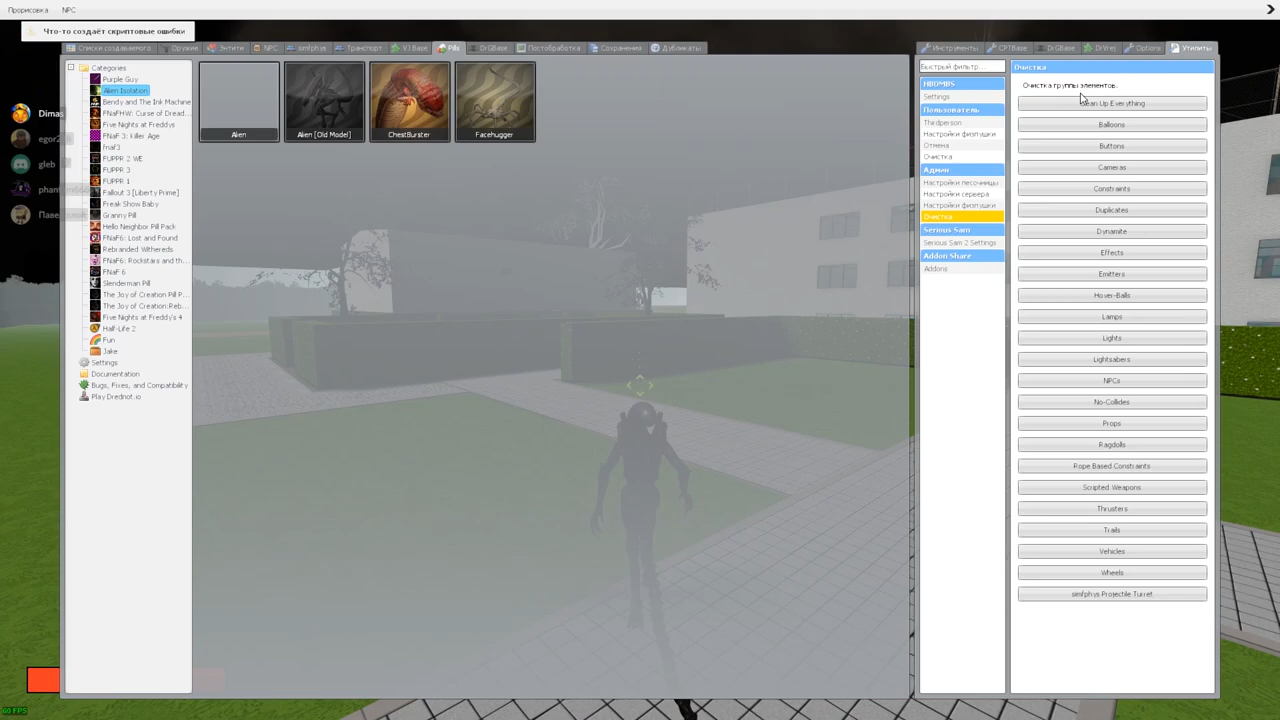 Прорисовка NPC
Что-то создаёт скриптовые ошибки
Списки создаваемого Оружие Энтити NPC simfphys Транспорт VJ Base Pills DrGBase Постобработка Сохранения Дубликаты
Инструменты CPTBase DrGBase DrVrej Options Утилиты
Categories
Purple Guy
Alien Isolation
Bendy and The Ink Machine
FNaFHW: Curse of Dread...
Five Nights at Freddys
FNaF 3: Killer Age
fnaf3
FUPPR 2 WE
FUPPR 3
FUPPR 1
Fallout 3 [Liberty Prime]
Freak Show Baby
Granny Pill
Hello Neighbor Pill Pack
FNaF6: Lost and Found
Rebranded Withereds
FNaF6: Rockstars and th...
FNaF 6
Slenderman Pill
The Joy of Creation Pill P...
The Joy of Creation:Reb...
Five Nights at Freddy's 4
Half-Life 2
Fun
Jake
Settings
Documentation
Bugs, Fixes, and Compatibility
Play Drednot.io
Dimas
egor2
gleb
phant
Alien
Alien [Old Model]
ChestBurster
Facehugger
Быстрый фильтр...
HBOMBS
Settings
Пользователь
Thirdperson
Настройки физпушки
Отмена
Очистка
Админ
Настройки песочницы
Настройки сервера
Настройки физпушки
Очистка
Serious Sam
Serious Sam 2 Settings
Addon Share
Addons
Очистка
Очистка группы элементов.
Clean Up Everything
Balloons
Buttons
Cameras
Constraints
Duplicates
Dynamite
Effects
Emitters
Hover-Balls
Lamps
Lights
Lightsabers
NPCs
No-Collides
Props
Ragdolls
Rope Based Constraints
Scripted Weapons
Thrusters
Trails
Vehicles
Wheels
simfphys Projectile Turret
60 FPS